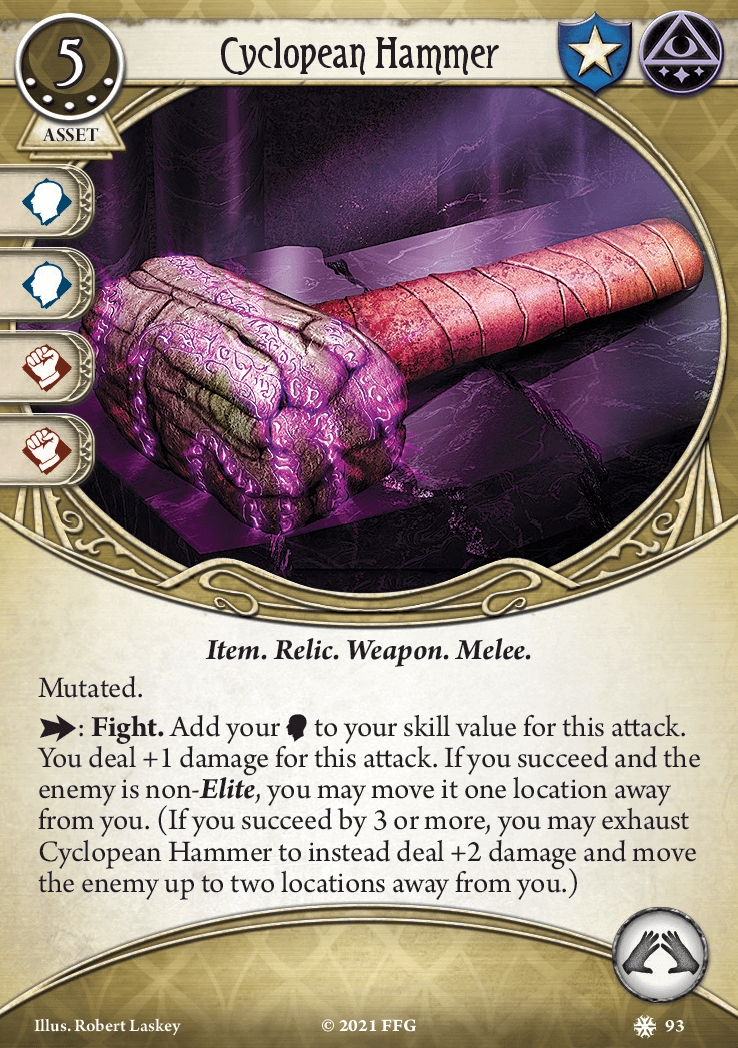 5
Cyclopean Hammer
ASSET
Item. Relic. Weapon. Melee.
Mutated.
: Fight. Add your to your skill value for this attack.
You deal +1 damage for this attack. If you succeed and the
enemy is non-Elite, you may move it one location away
from you. (If you succeed by 3 or more, you may exhaust
Cyclopean Hammer to instead deal +2 damage and move
the enemy up to two locations away from you.)
Illus. Robert Laskey
© 2021 FFG
93